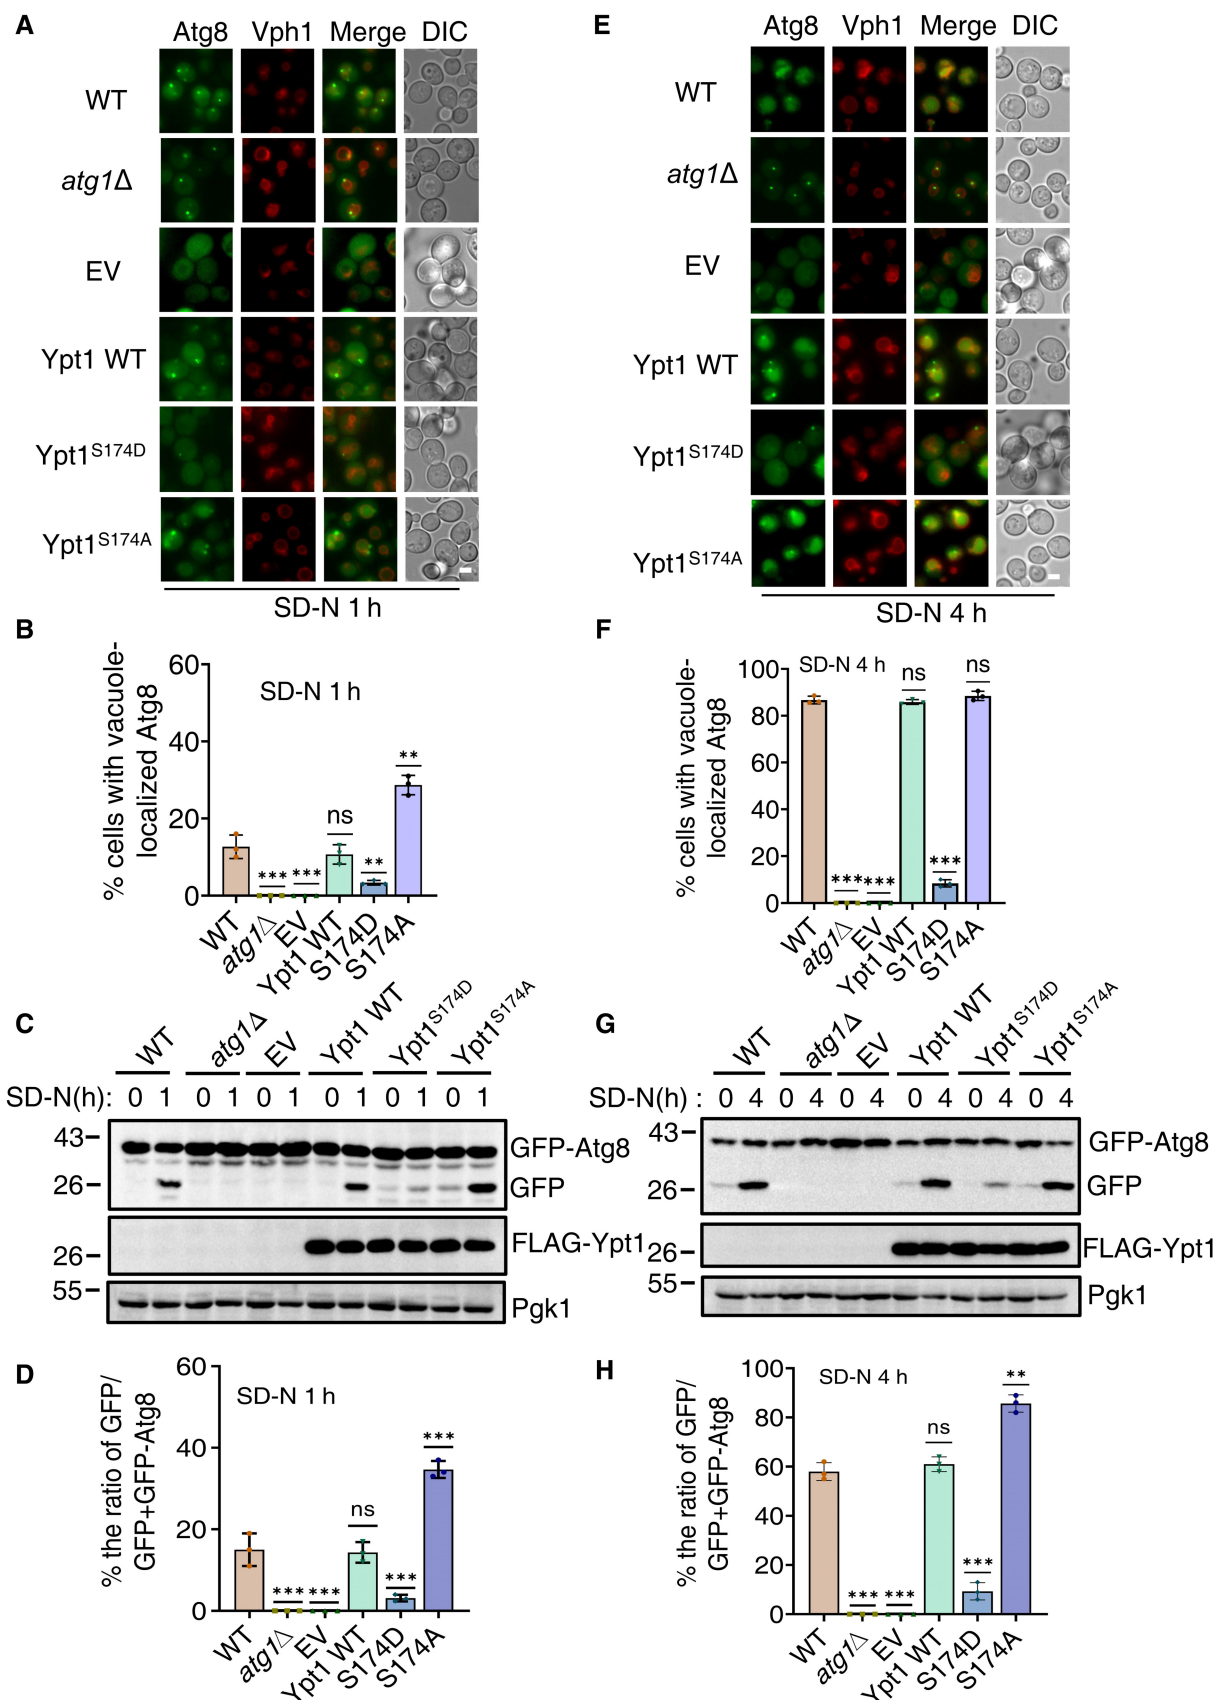 A
Atg8 Vph1 Merge DIC
WT
atg1Δ
EV
Ypt1 WT
Ypt1S174D
Ypt1S174A
SD-N 1 h
E
Atg8 Vph1 Merge DIC
WT
atg1Δ
EV
Ypt1 WT
Ypt1S174D
Ypt1S174A
SD-N 4 h
B
% cells with vacuole-
localized Atg8
SD-N 1 h
60
40
20
0
***
***
ns
**
**
WT
atg1△
EV
Ypt1 WT
S174D
S174A
F
% cells with vacuole-
localized Atg8
SD-N 4 h
100
80
60
40
20
0
***
***
ns
***
ns
WT
atg1△
EV
Ypt1 WT
S174D
S174A
C
WT
atg1Δ
EV
Ypt1 WT
Ypt1S174D
Ypt1S174A
SD-N(h): 0 1 0 1 0 1 0 1 0 1 0 1
43
GFP-Atg8
26
GFP
26
FLAG-Ypt1
55
Pgk1
G
WT
atg1Δ
EV
Ypt1 WT
Ypt1S174D
Ypt1S174A
SD-N(h) : 0 4 0 4 0 4 0 4 0 4 0 4
43
GFP-Atg8
26
GFP
26
FLAG-Ypt1
55
Pgk1
D
% the ratio of GFP/
GFP+GFP-Atg8
SD-N 1 h
60
40
20
0
***
***
ns
***
***
WT
atg1△
EV
Ypt1 WT
S174D
S174A
H
% the ratio of GFP/
GFP+GFP-Atg8
SD-N 4 h
100
80
60
40
20
0
***
***
ns
***
**
WT
atg1△
EV
Ypt1 WT
S174D
S174A